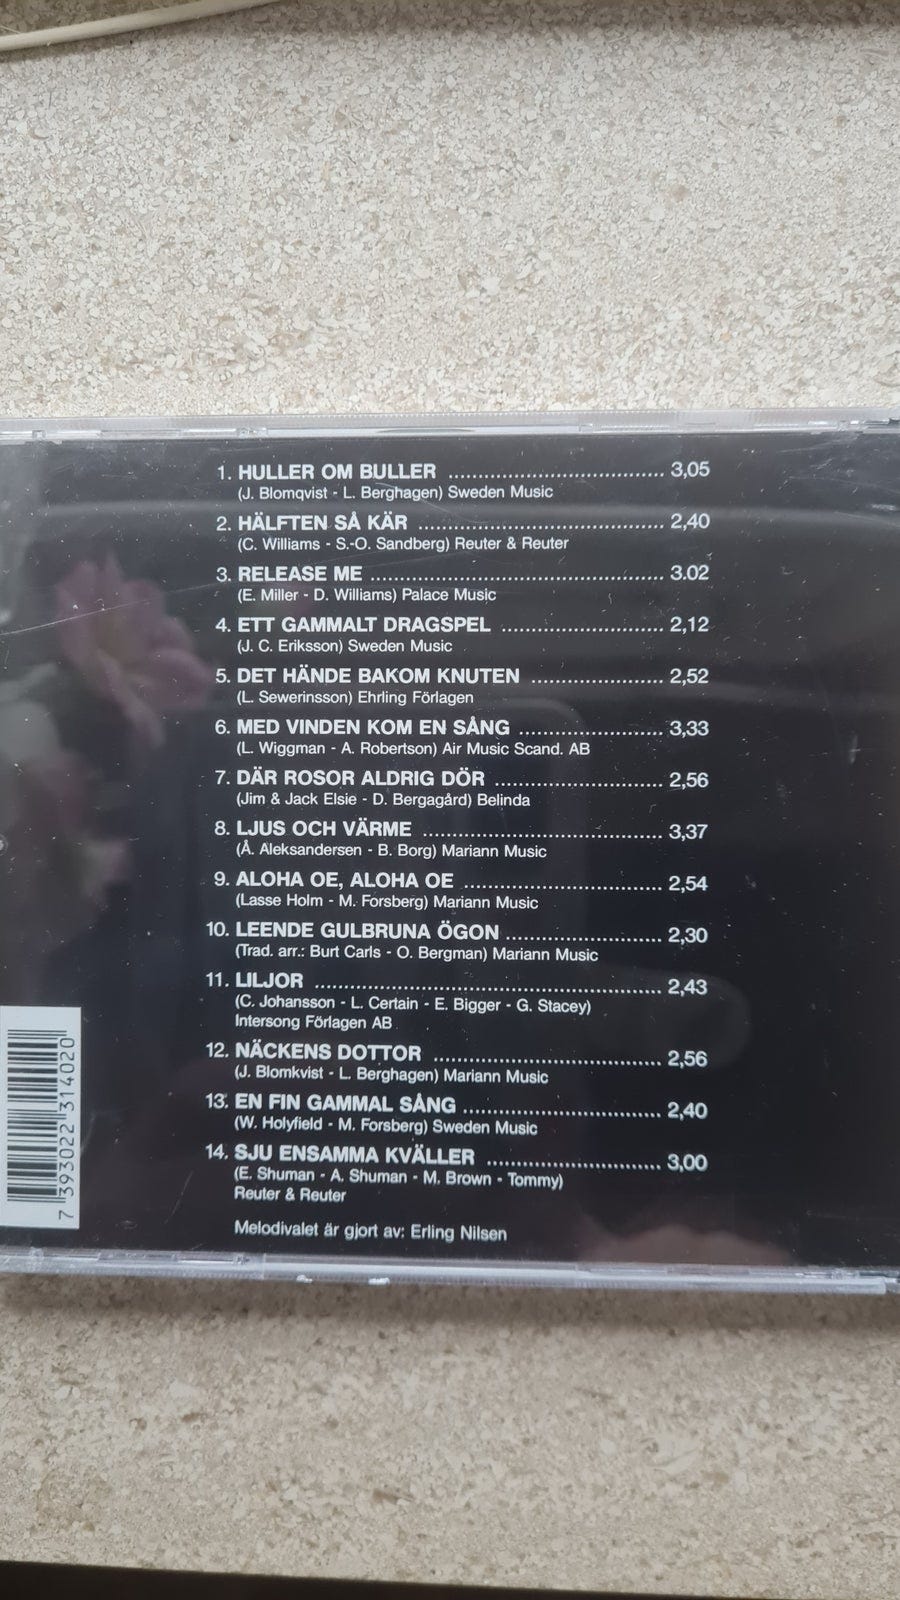 1. HULLER OM BULLER .................................... 3,05
(J. Blomqvist - L. Berghagen) Sweden Music
2. HÄLFTEN SÅ KÄR ......................................... 2,40
(C. Williams - S.-O. Sandberg) Reuter & Reuter
3. RELEASE ME ................................................. 3.02
(E. Miller - D. Williams) Palace Music
4. ETT GAMMALT DRAGSPEL ........................... 2,12
(J. C. Eriksson) Sweden Music
5. DET HÄNDE BAKOM KNUTEN ...................... 2,52
(L. Sewerinsson) Ehrling Förlagen
6. MED VINDEN KOM EN SÅNG ........................ 3,33
(L. Wiggman - A. Robertson) Air Music Scand. AB
7. DÄR ROSOR ALDRIG DÖR ............................ 2,56
(Jim & Jack Elsie - D. Bergagård) Belinda
8. LJUS OCH VÄRME ........................................ 3,37
(Å. Aleksandersen - B. Borg) Mariann Music
9. ALOHA OE, ALOHA OE ................................. 2,54
(Lasse Holm - M. Forsberg) Mariann Music
10. LEENDE GULBRUNA ÖGON .......................... 2,30
(Trad. arr.: Burt Carls - O. Bergman) Mariann Music
11. LILJOR .......................................................... 2,43
(C. Johansson - L. Certain - E. Bigger - G. Stacey)
Intersong Förlagen AB
12. NÄCKENS DOTTOR ...................................... 2,56
(J. Blomkvist - L. Berghagen) Mariann Music
13. EN FIN GAMMAL SÅNG ................................. 2,40
(W. Holyfield - M. Forsberg) Sweden Music
14. SJU ENSAMMA KVÄLLER ............................. 3,00
(E. Shuman - A. Shuman - M. Brown - Tommy)
Reuter & Reuter
Melodivalet är gjort av: Erling Nilsen
7 393022 314020